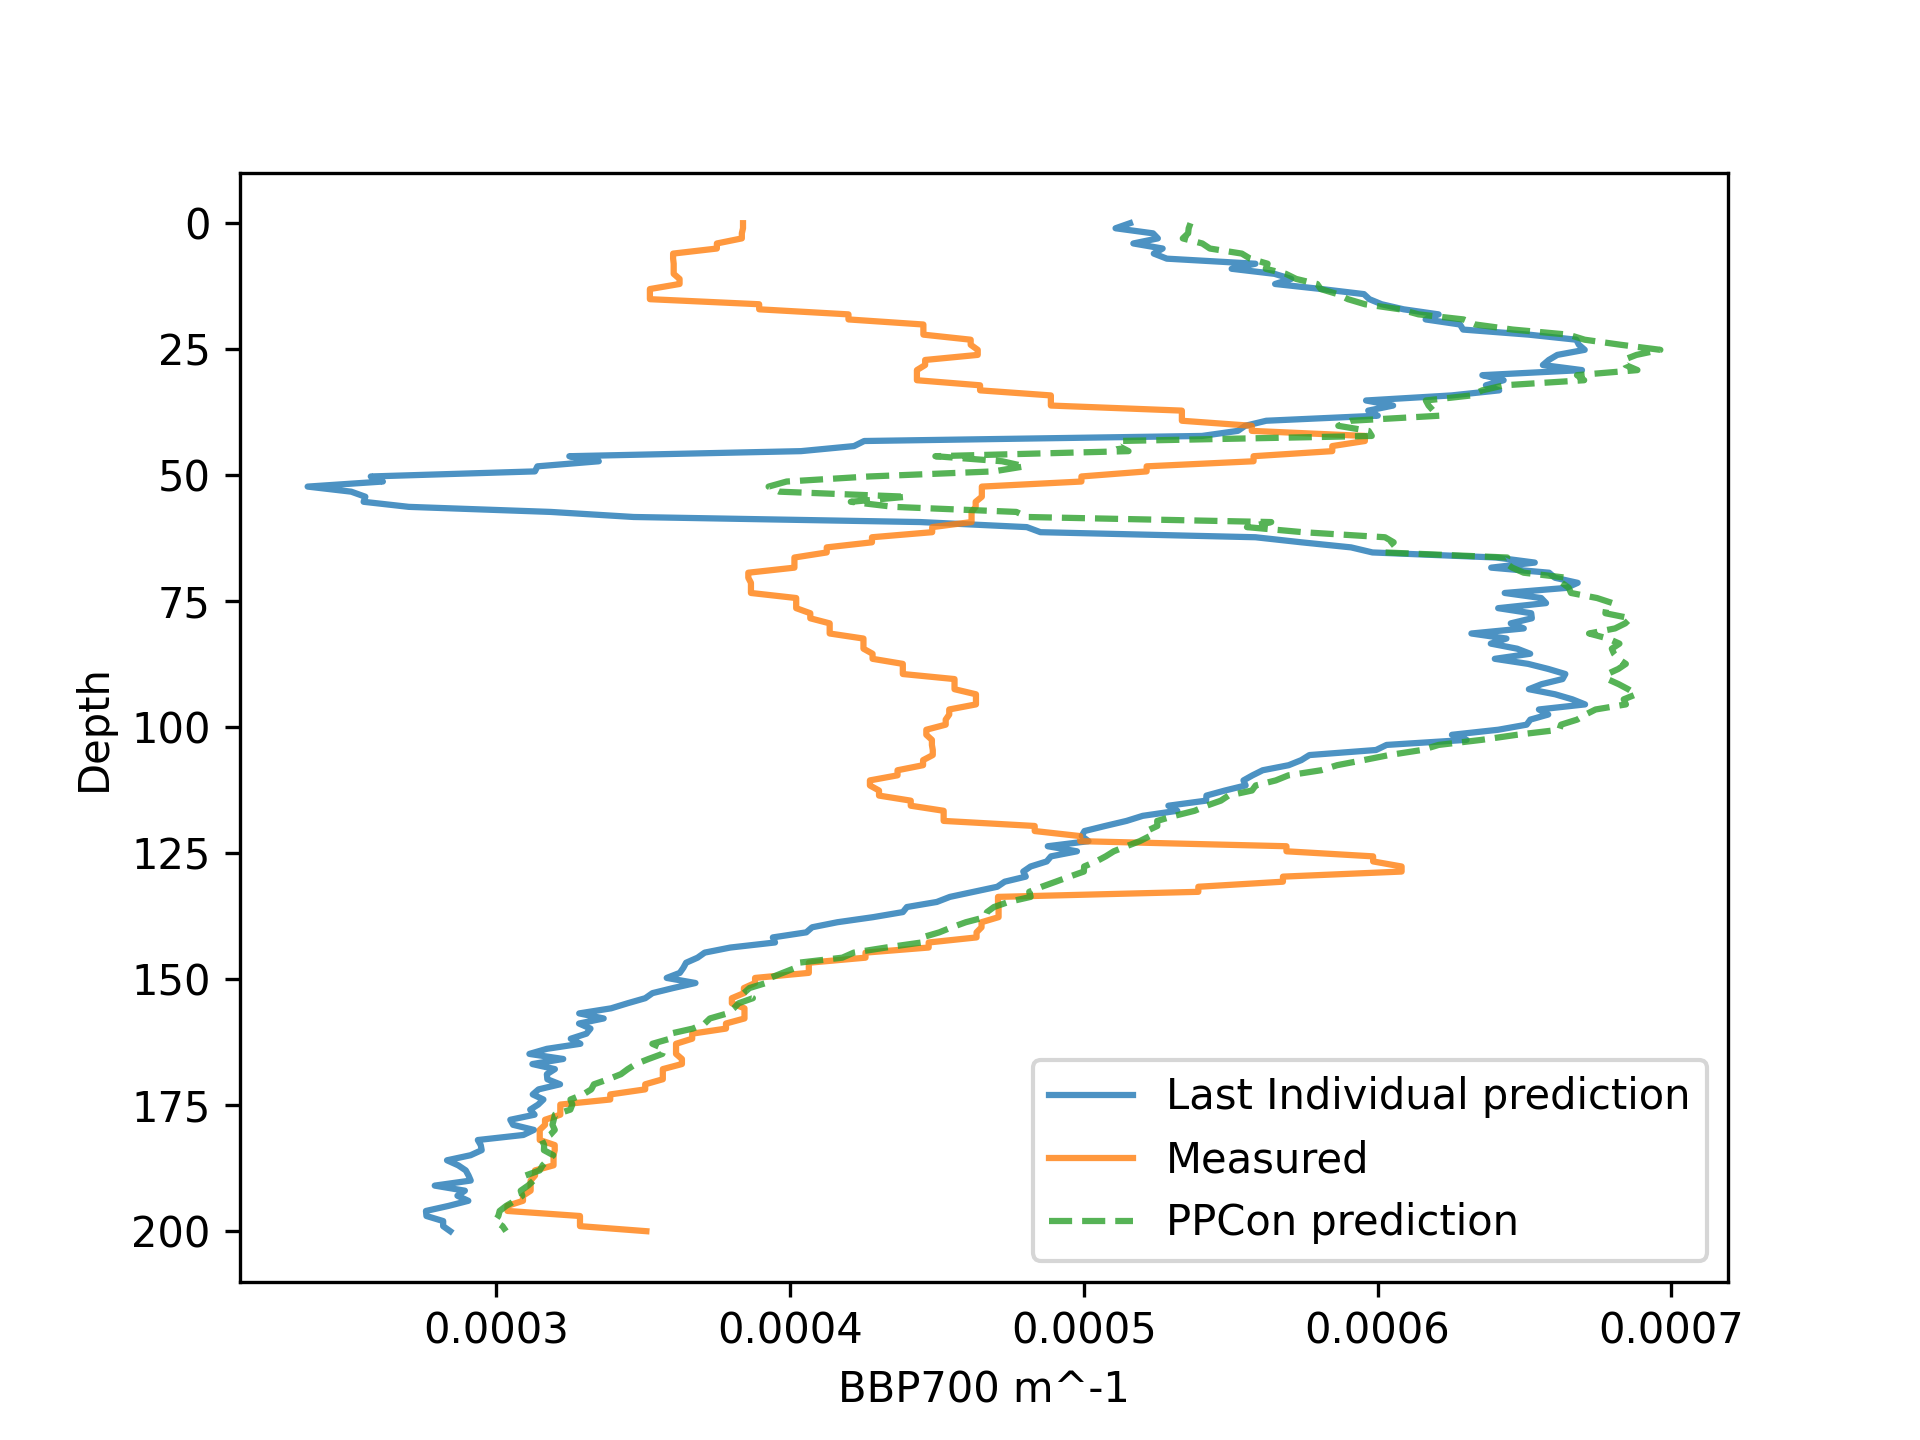 0
25
50
75
100
125
150
175
200
Depth
0.0003 0.0004 0.0005 0.0006 0.0007
BBP700 m^-1
Last Individual prediction
Measured
PPCon prediction